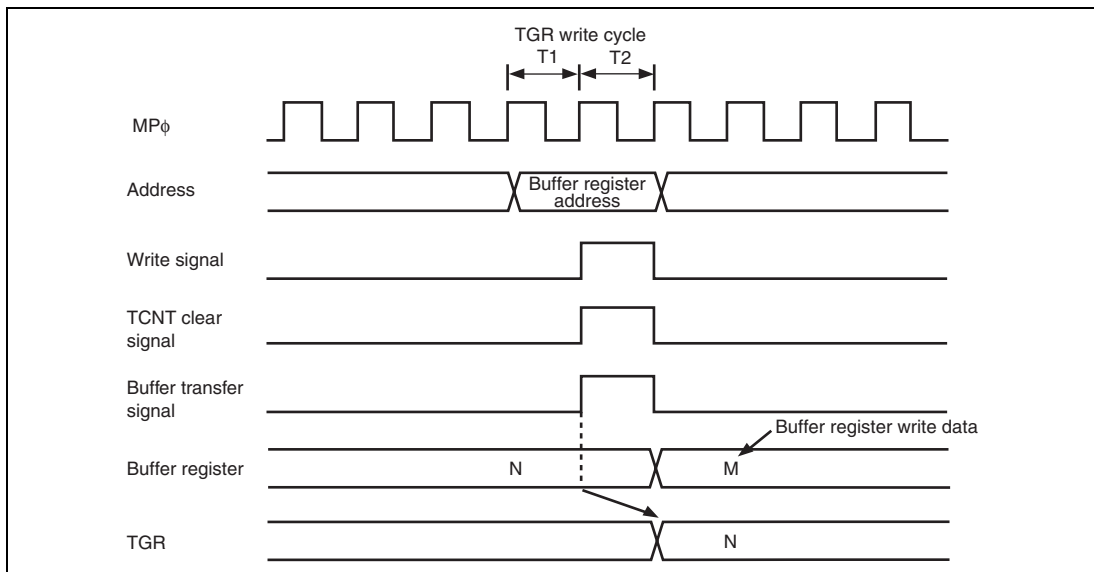 TGR write cycle
T1 T2
MPϕ
Address
Buffer register
address
Write signal
TCNT clear
signal
Buffer transfer
signal
Buffer register write data
Buffer register
N M
TGR
N